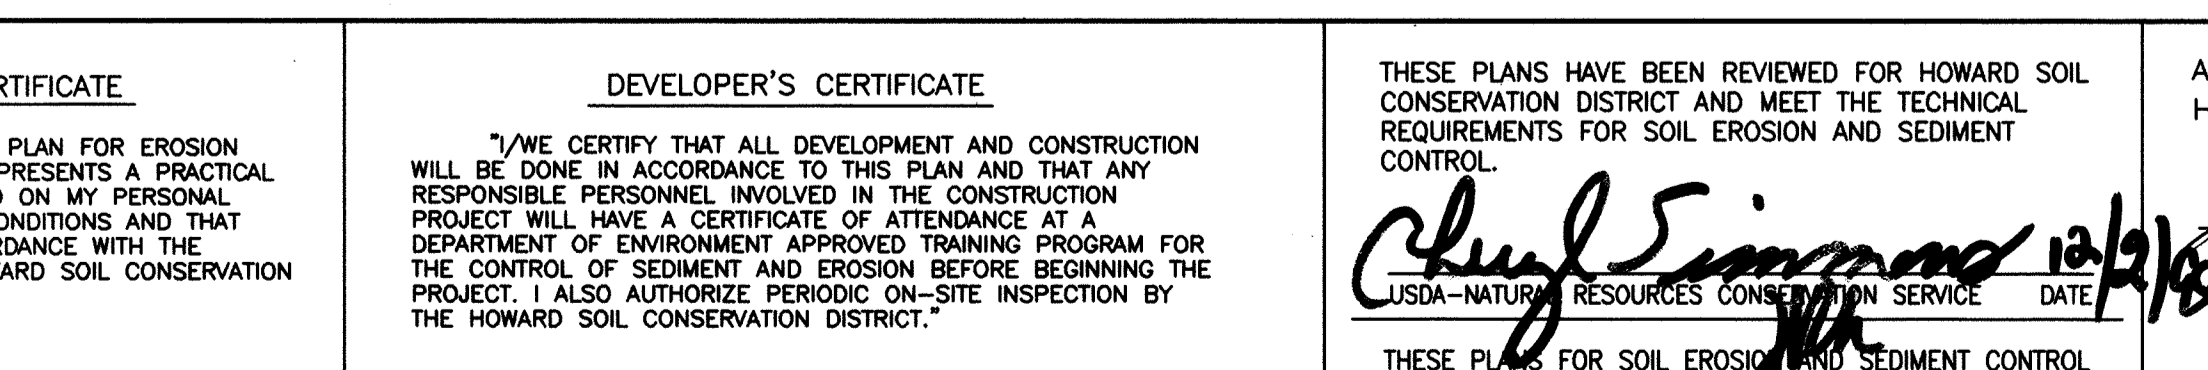 RTIFICATE
PLAN FOR EROSION
PRESENTS A PRACTICAL
ON MY PERSONAL
ONDITIONS AND THAT
RDANCE WITH THE
ARD SOIL CONSERVATION
DEVELOPER'S CERTIFICATE
"I/WE CERTIFY THAT ALL DEVELOPMENT AND CONSTRUCTION
WILL BE DONE IN ACCORDANCE TO THIS PLAN AND THAT ANY
RESPONSIBLE PERSONNEL INVOLVED IN THE CONSTRUCTION
PROJECT WILL HAVE A CERTIFICATE OF ATTENDANCE AT A
DEPARTMENT OF ENVIRONMENT APPROVED TRAINING PROGRAM FOR
THE CONTROL OF SEDIMENT AND EROSION BEFORE BEGINNING THE
PROJECT. I ALSO AUTHORIZE PERIODIC ON-SITE INSPECTION BY
THE HOWARD SOIL CONSERVATION DISTRICT."
THESE PLANS HAVE BEEN REVIEWED FOR HOWARD SOIL
CONSERVATION DISTRICT AND MEET THE TECHNICAL
REQUIREMENTS FOR SOIL EROSION AND SEDIMENT
CONTROL.
Cheryl Simmons 12/2/
USDA-NATURAL RESOURCES CONSERVATION SERVICE DATE
THESE PLANS FOR SOIL EROSION AND SEDIMENT CONTROL
A
H